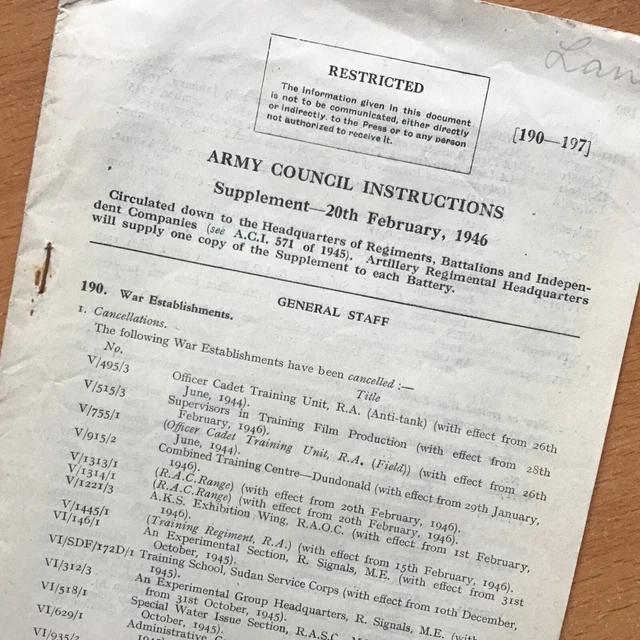 Lan
RESTRICTED
The information given in this document
is not to be communicated, either directly
or indirectly, to the Press or to any person
not authorized to receive it.
[190—197]
ARMY COUNCIL INSTRUCTIONS
Supplement—20th February, 1946
Circulated down to the Headquarters of Regiments, Battalions and Indepen-
dent Companies (see A.C.I. 571 of 1945). Artillery Regimental Headquarters
will supply one copy of the Supplement to each Battery.
GENERAL STAFF
190. War Establishments.
1. Cancellations.
The following War Establishments have been cancelled :—
No. Title
V/495/3 Officer Cadet Training Unit, R.A. (Anti-tank) (with effect from 26th
June, 1944).
V/515/3 Supervisors in Training Film Production (with effect from 28th
February, 1946).
V/755/1 (Officer Cadet Training Unit, R.A. (Field)) (with effect from 26th
June, 1944).
V/915/2 Combined Training Centre—Dundonald (with effect from 29th January,
1946).
V/1313/1 (R.A.C. Range) (with effect from 20th February, 1946).
V/1314/1 (R.A.C. Range) (with effect from 20th February, 1946).
V/1221/3 A.K.S. Exhibition Wing, R.A.O.C. (with effect from 1st February,
1946).
V/1445/1 (Training Regiment, R.A.) (with effect from 15th February, 1946).
VI/146/1 An Experimental Section, R. Signals, M.E. (with effect from 31st
October, 1945).
VI/SDF/172D/1 Training School, Sudan Service Corps (with effect from 10th December,
1945).
VI/312/3 An Experimental Group Headquarters, R. Signals, M.E. (with
from 31st October, 1945).
VI/518/1 Special Water Issue Section, R.A.S.C.
October, 1945).
VI/629/1 Administrative
VI/935/2